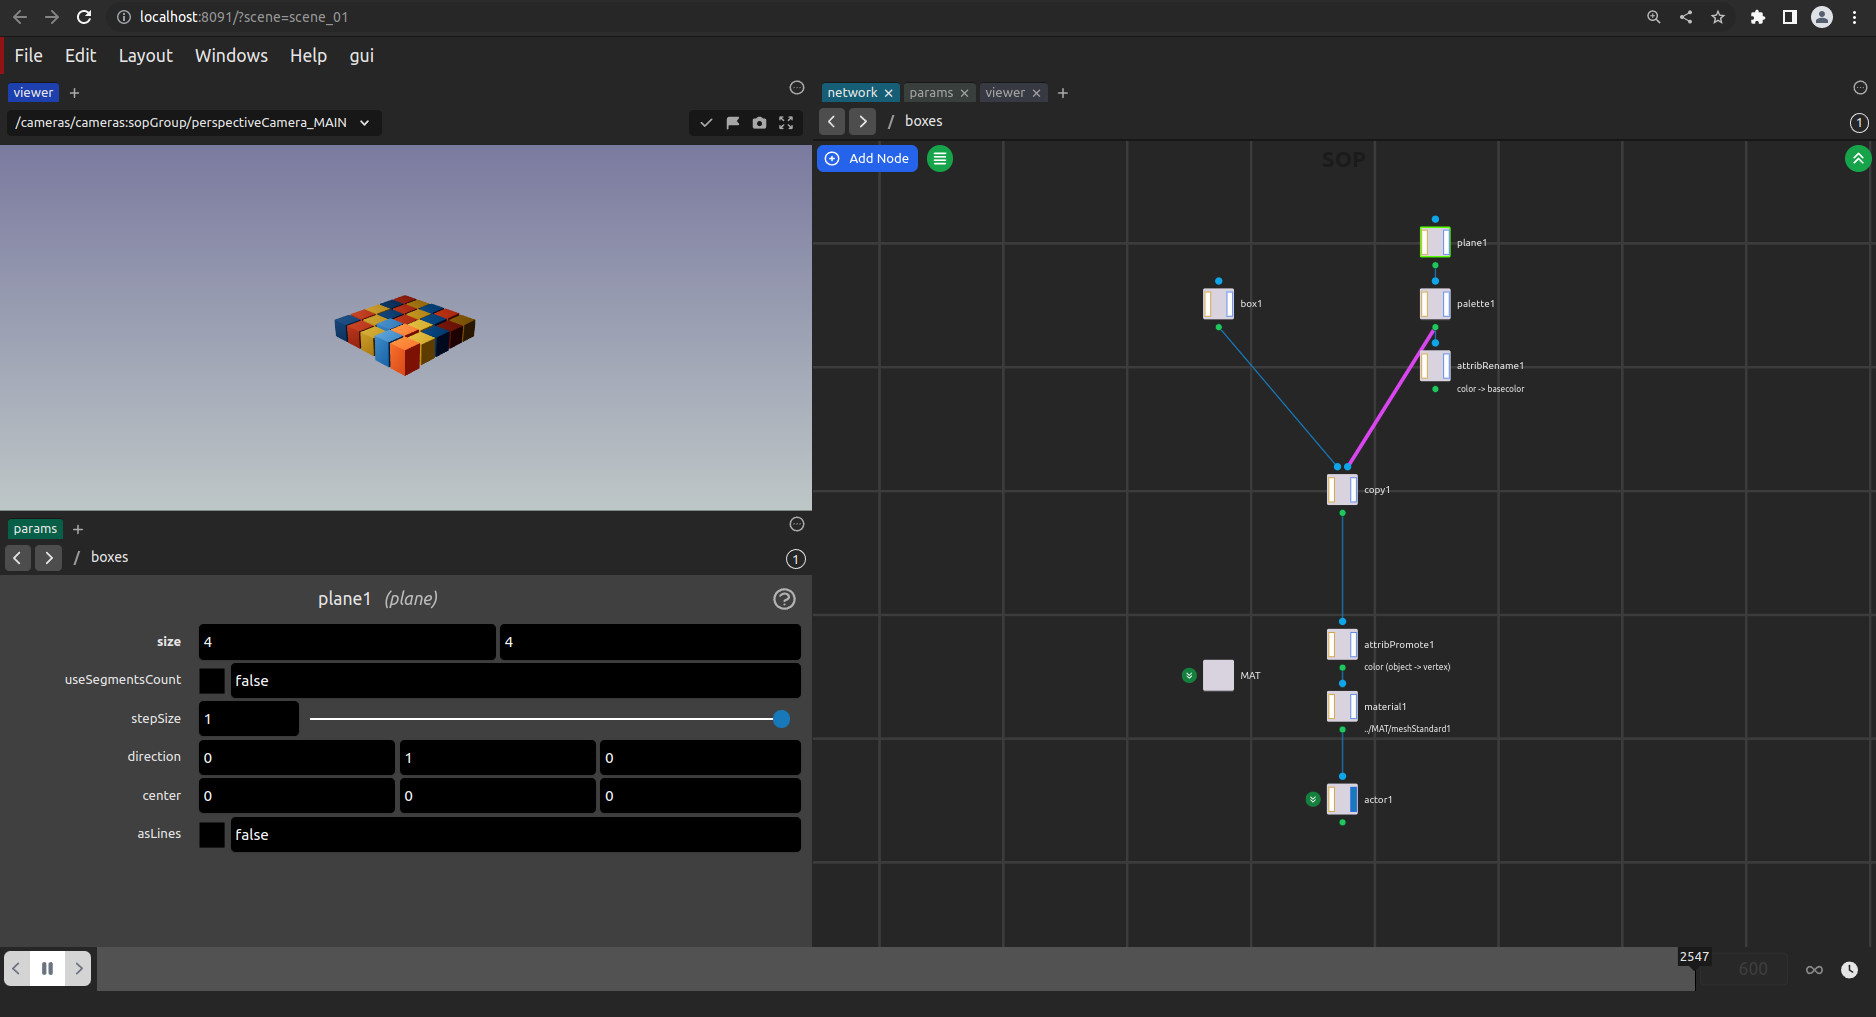 localhost:8091/?scene=scene_01
File Edit Layout Windows Help gui
viewer +
/cameras/cameras:sopGroup/perspectiveCamera_MAIN
params +
/ boxes
1
plane1 (plane)
size 4 4
useSegmentsCount false
stepSize 1
direction 0 1 0
center 0 0 0
asLines false
network × params × viewer × +
/ boxes
1
Add Node
SOP
plane1
box1
palette1
attribRename1
color -> basecolor
copy1
attribPromote1
color (object -> vertex)
MAT
material1
../MAT/meshStandard1
actor1
2547
600